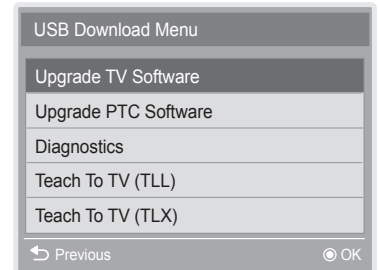 USB Download Menu
Upgrade TV Software
Upgrade PTC Software
Diagnostics
Teach To TV (TLL)
Teach To TV (TLX)
Previous OK